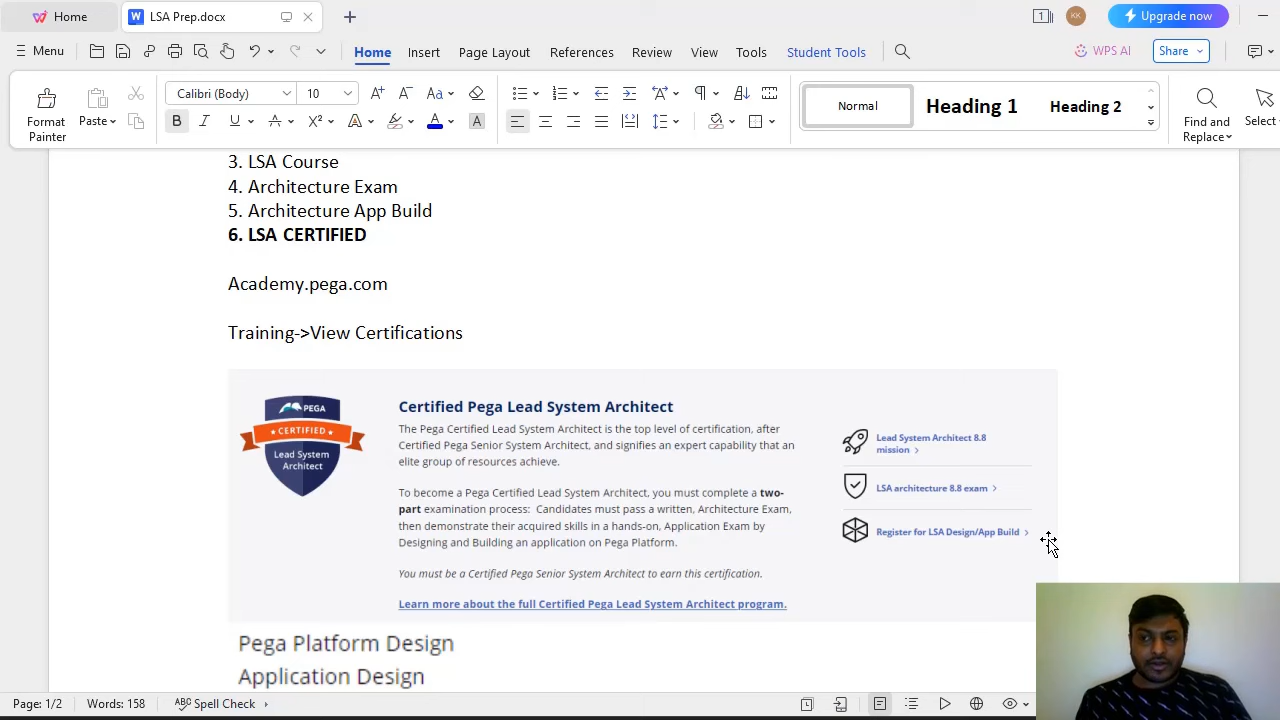 Home
LSA Prep.docx
1
KK
Upgrade now
Menu
Home
Insert
Page Layout
References
Review
View
Tools
Student Tools
WPS AI
Share
Format Painter
Paste
Calibri (Body)
10
Normal
Heading 1
Heading 2
Find and Replace
Select
3. LSA Course
4. Architecture Exam
5. Architecture App Build
6. LSA CERTIFIED
Academy.pega.com
Training->View Certifications
PEGA
CERTIFIED
Lead System
Architect
Certified Pega Lead System Architect
The Pega Certified Lead System Architect is the top level of certification, after
Certified Pega Senior System Architect, and signifies an expert capability that an
elite group of resources achieve.
To become a Pega Certified Lead System Architect, you must complete a two-
part examination process: Candidates must pass a written, Architecture Exam,
then demonstrate their acquired skills in a hands-on, Application Exam by
Designing and Building an application on Pega Platform.
You must be a Certified Pega Senior System Architect to earn this certification.
Learn more about the full Certified Pega Lead System Architect program.
Lead System Architect 8.8
mission >
LSA architecture 8.8 exam >
Register for LSA Design/App Build >
Pega Platform Design
Application Design
Page: 1/2
Words: 158
Spell Check